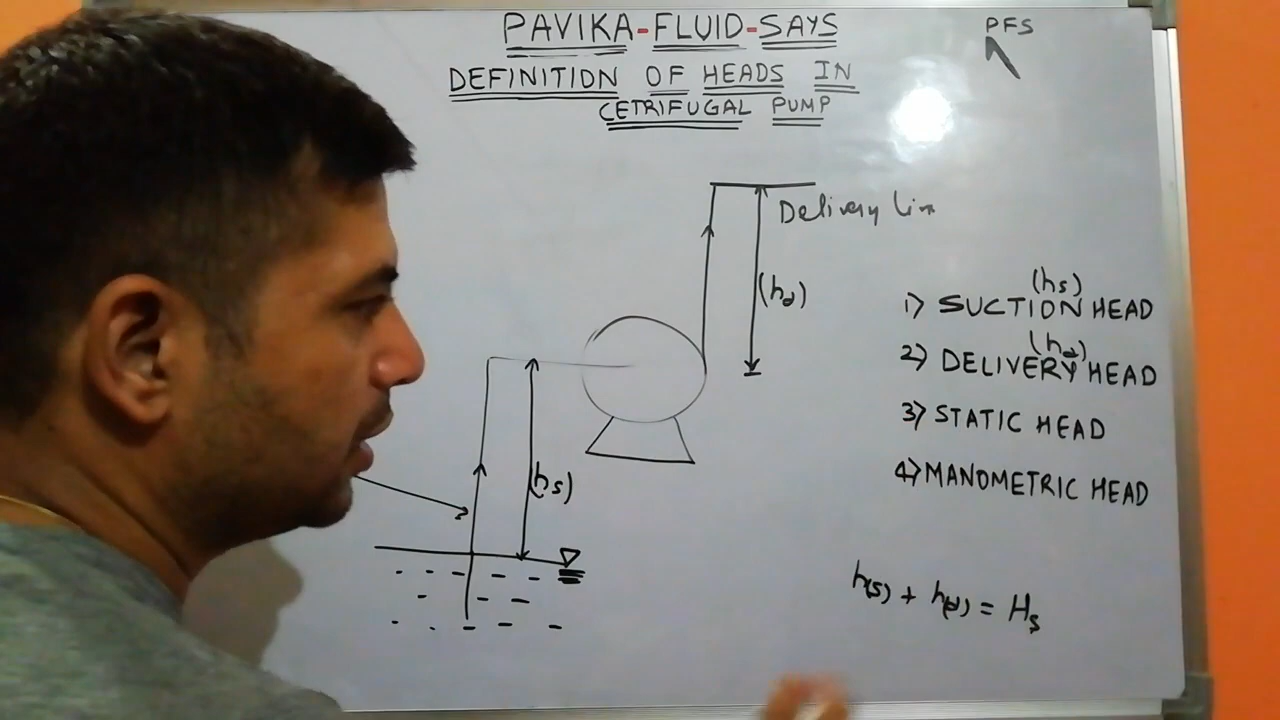 PAVIKA-FLUID-SAYS
PFS
DEFINITION OF HEADS IN
CETRIFUGAL PUMP
Delivery Lin
(hd)
(hs)
(hs)
1) SUCTION HEAD
(hd)
2) DELIVERY HEAD
3) STATIC HEAD
4) MANOMETRIC HEAD
h(s) + h(d) = Hs